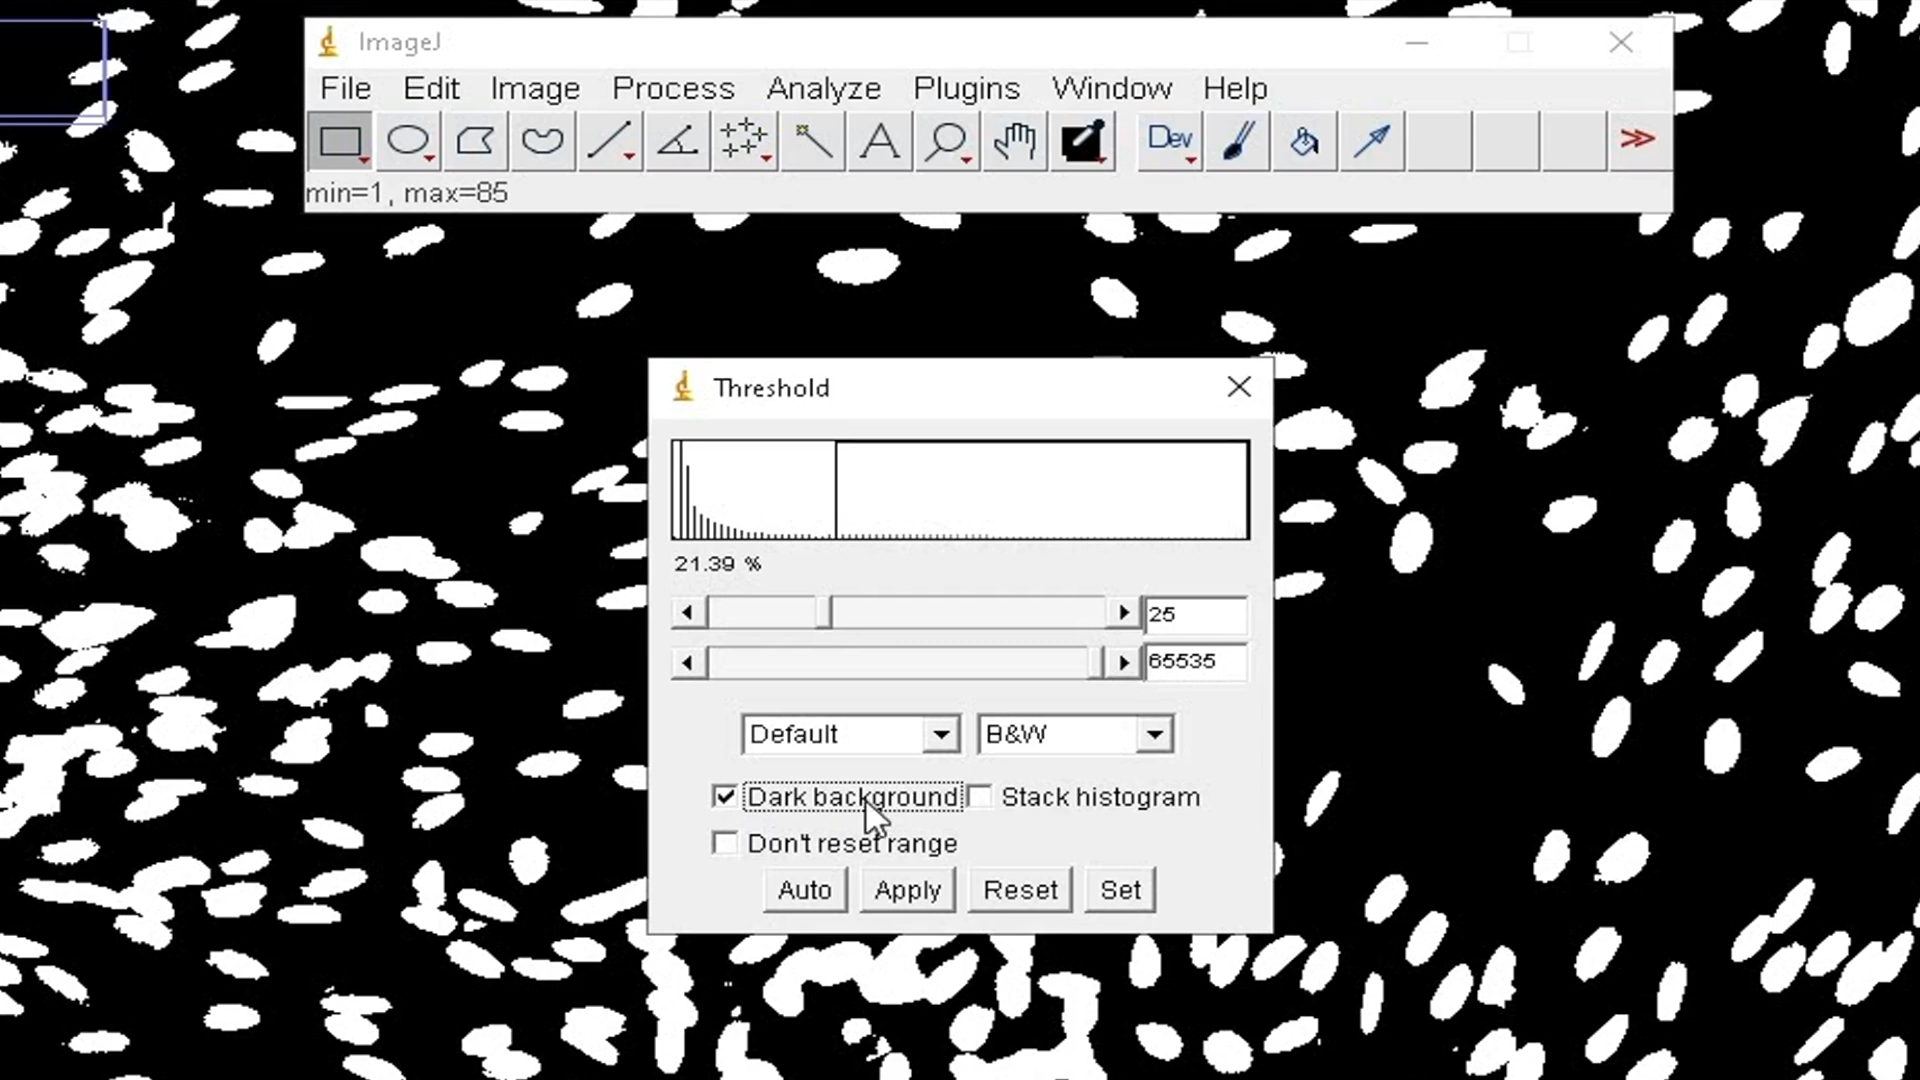 ImageJ
File Edit Image Process Analyze Plugins Window Help
A Dev >>
min=1, max=85
Threshold
21.39 %
25
65535
Default B&W
Dark background Stack histogram
Don't reset range
Auto Apply Reset Set